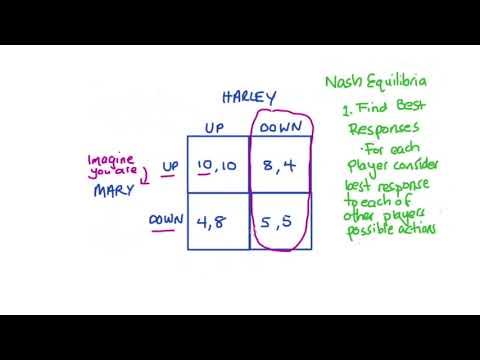 Nash Equilibria
HARLEY
1. Find Best
Responses
UP DOWN
• For each
Player consider
best response
to each of
other players
possible actions
Imagine
you are
MARY
UP 10,10 8,4
DOWN 4,8 5,5